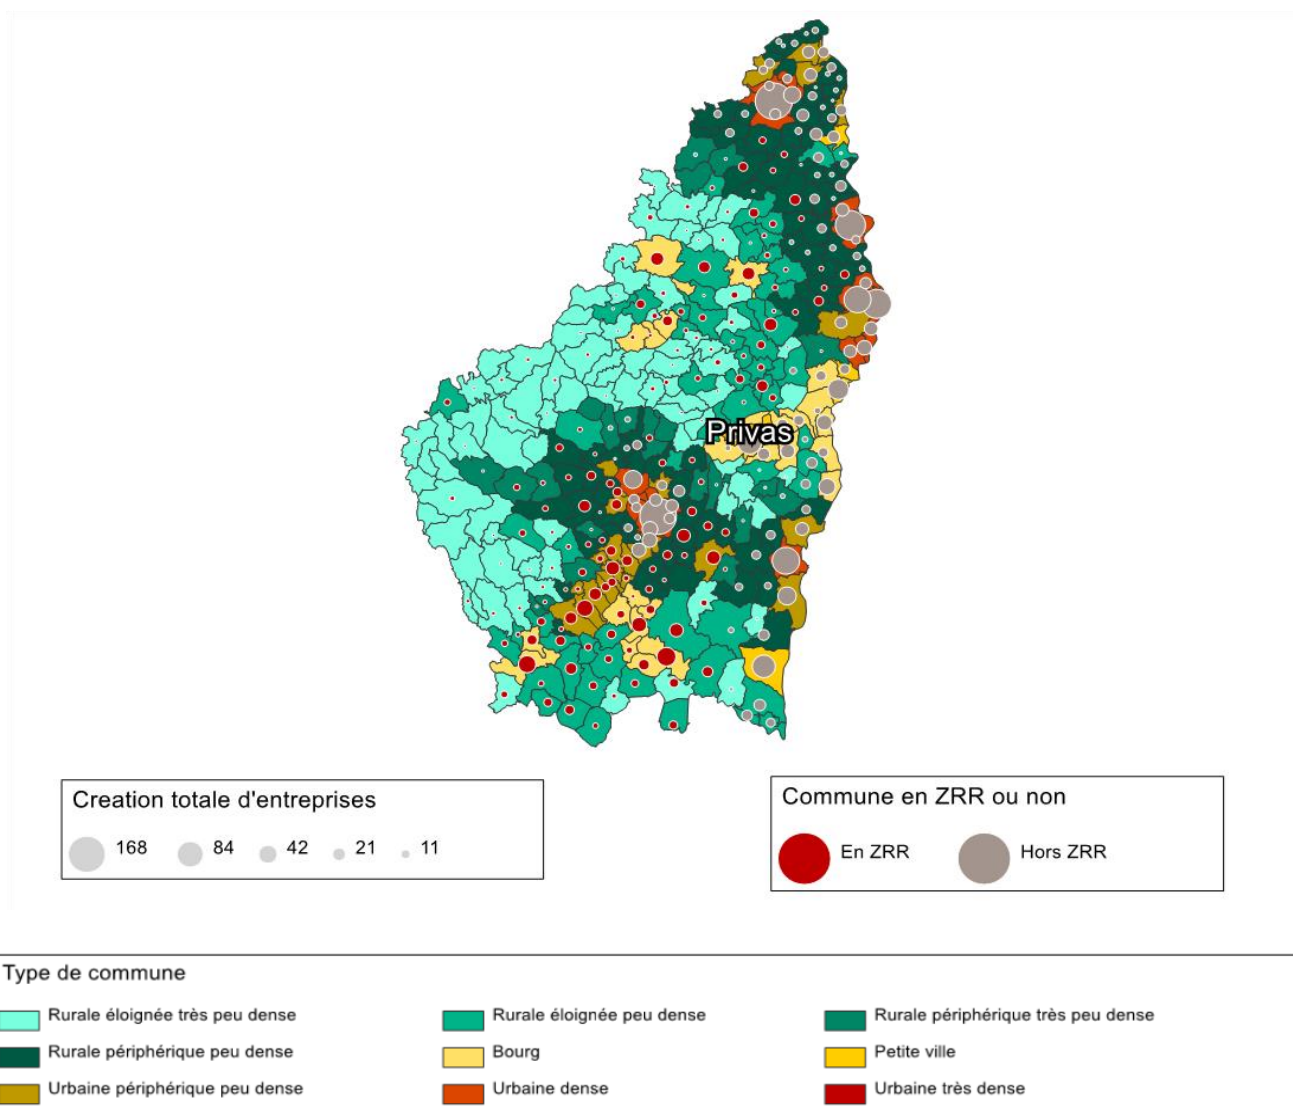 Privas
Creation totale d'entreprises
168 84 42 21 11
Commune en ZRR ou non
En ZRR Hors ZRR
Type de commune
Rurale éloignée très peu dense Rurale éloignée peu dense Rurale périphérique très peu dense
Rurale périphérique peu dense Bourg Petite ville
Urbaine périphérique peu dense Urbaine dense Urbaine très dense